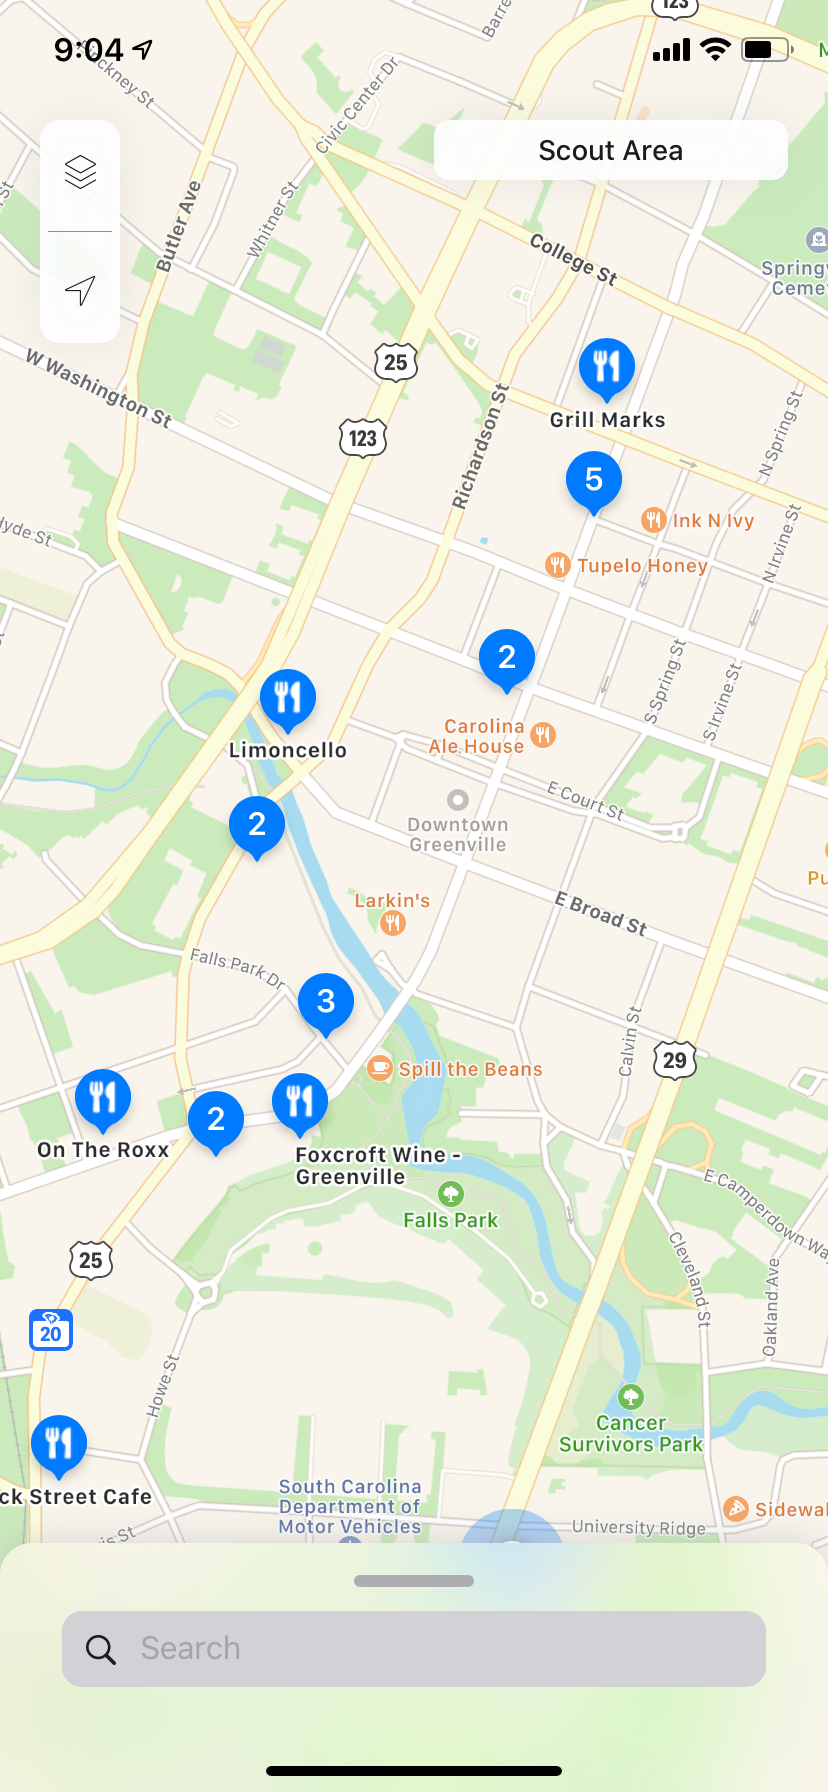 123
9:04
Pinckney St
Civic Center Dr
Scout Area
Butler Ave
Whitner St
College St
W Washington St
25
123
Richardson St
Grill Marks
N Spring St
5
Ink N Ivy
Tupelo Honey
N Irvine St
2
S Spring St
S Irvine St
Limoncello
Carolina
Ale House
E Court St
Downtown
Greenville
2
Larkin's
E Broad St
Falls Park Dr
3
Calvin St
29
Spill the Beans
On The Roxx
2
Foxcroft Wine -
Greenville
Falls Park
E Camperdown Wa
25
20
Cleveland St
Oakland Ave
Howe St
Cancer
Survivors Park
ck Street Cafe
South Carolina
Department of
Motor Vehicles
Sidewal
University Ridge
Search